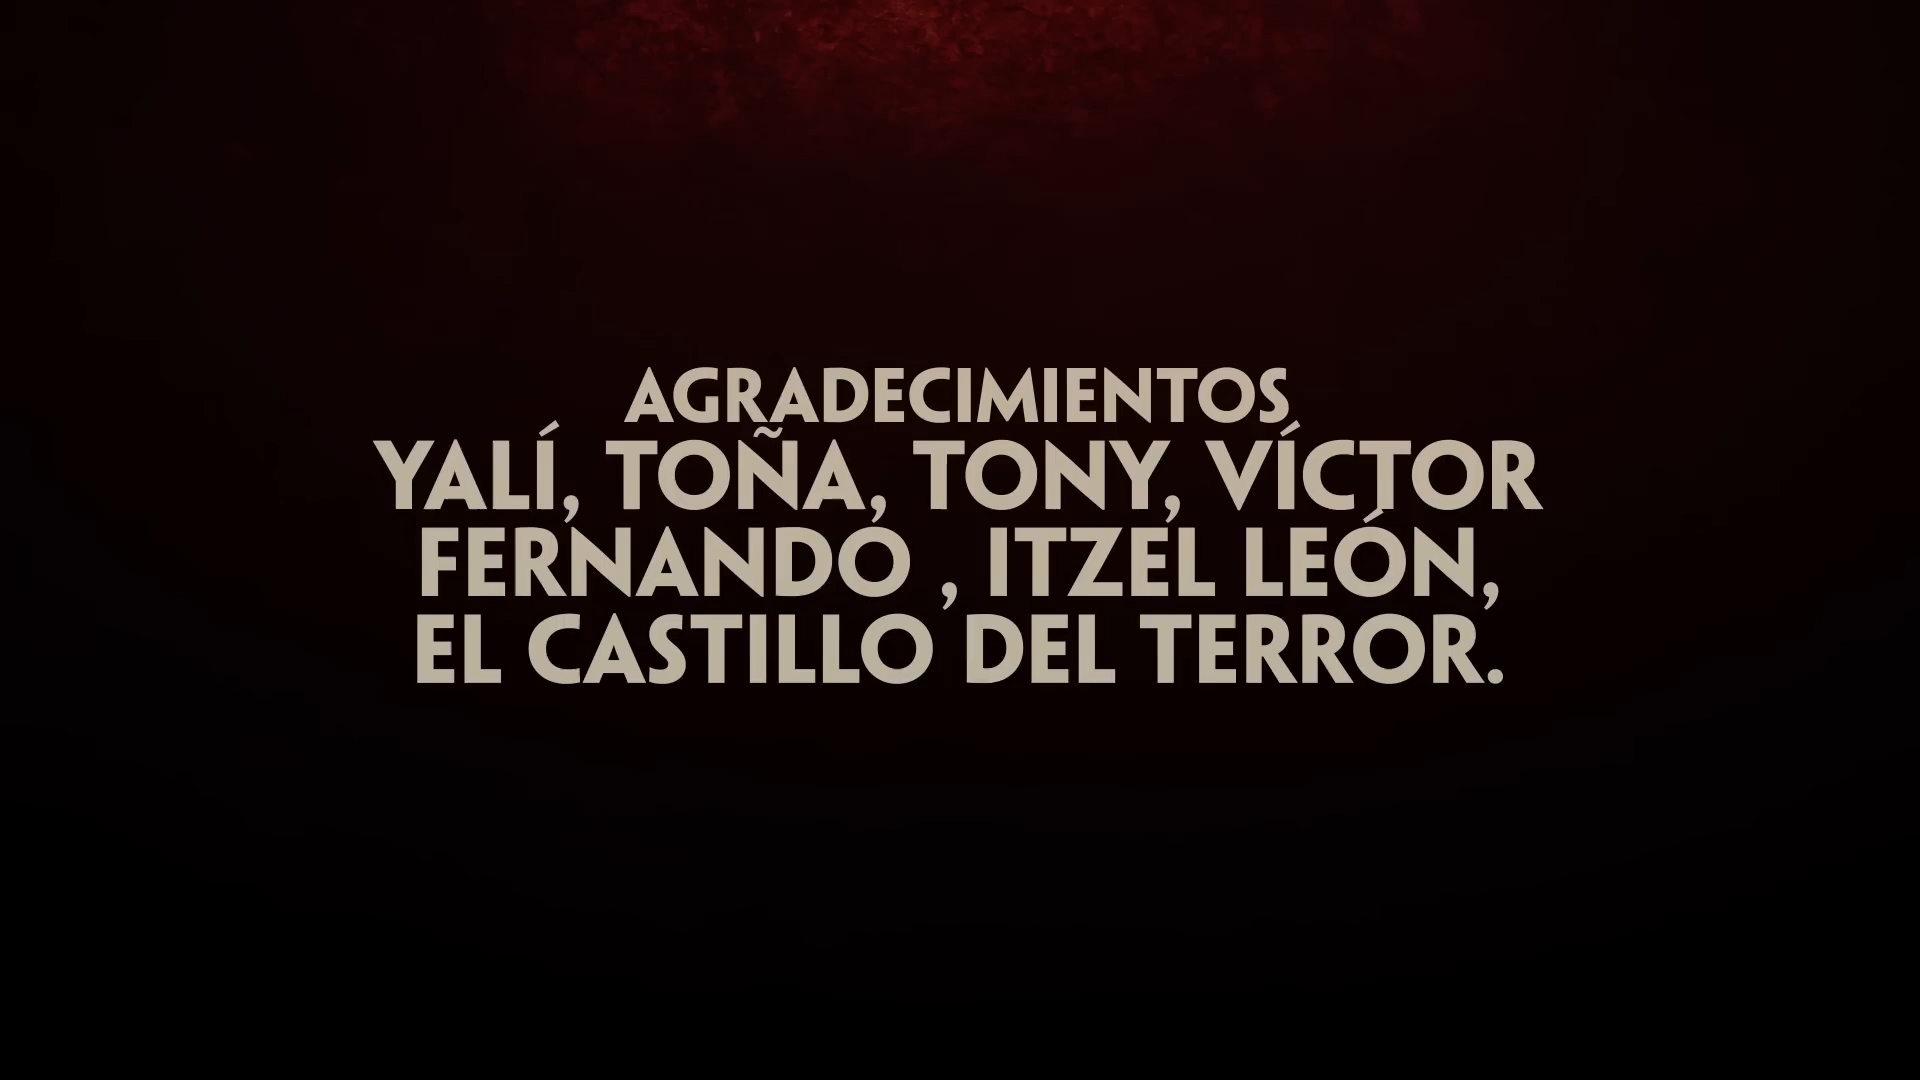 AGRADECIMIENTOS
YALÍ, TOÑA, TONY, VÍCTOR
FERNANDO , ITZEL LEÓN,
EL CASTILLO DEL TERROR.